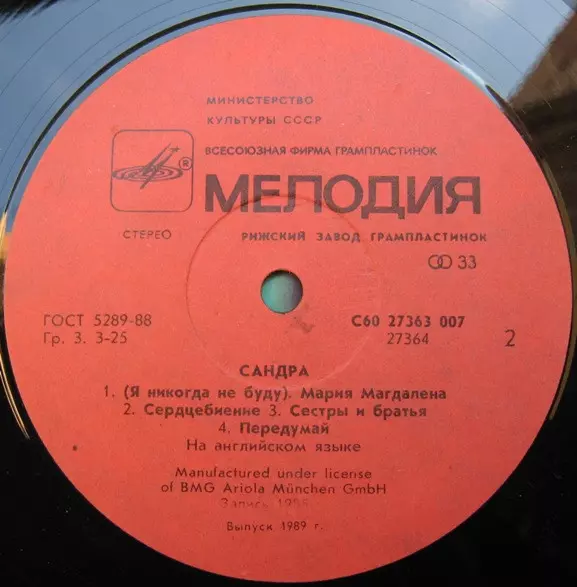 МИНИСТЕРСТВО
КУЛЬТУРЫ СССР
ВСЕСОЮЗНАЯ ФИРМА ГРАМПЛАСТИНОК
®
МЕЛОДИЯ
СТЕРЕО
РИЖСКИЙ ЗАВОД ГРАМПЛАСТИНОК
33
ГОСТ 5289-88
Гр. 3. 3-25
С60 27363 007
27364
2
САНДРА
1. (Я никогда не буду). Мария Магдалена
2. Сердцебиение 3. Сестры и братья
4. Передумай
На английском языке
Manufactured under license
of BMG Ariola München GmbH
Запись
Выпуск 1989 г.